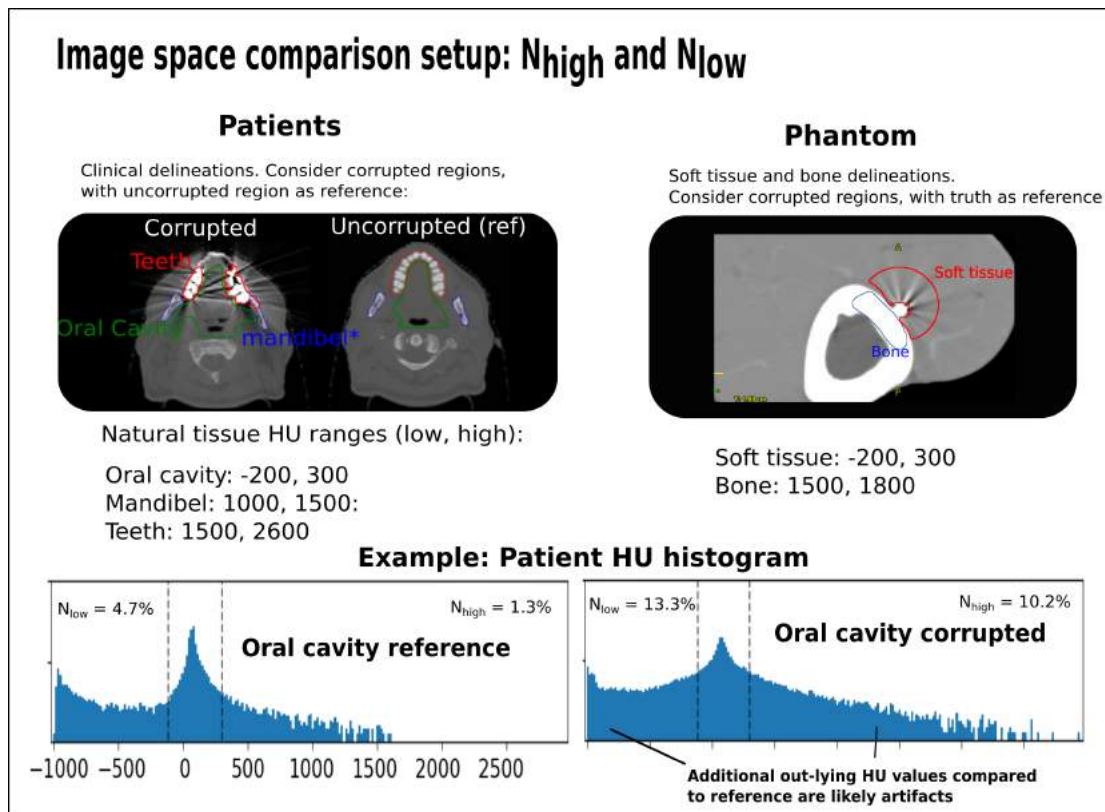 Image space comparison setup: Nhigh and Nlow
Patients
Clinical delineations. Consider corrupted regions,
with uncorrupted region as reference:
Corrupted
Uncorrupted (ref)
Teeth
Oral Cavity
mandibel*
Natural tissue HU ranges (low, high):
Oral cavity: -200, 300
Mandibel: 1000, 1500:
Teeth: 1500, 2600
Phantom
Soft tissue and bone delineations.
Consider corrupted regions, with truth as reference
A
Soft tissue
Bone
Soft tissue: -200, 300
Bone: 1500, 1800
Example: Patient HU histogram
Nlow = 4.7%
Nhigh = 1.3%
Oral cavity reference
−1000 −500 0 500 1000 1500 2000 2500
Nlow = 13.3%
Nhigh = 10.2%
Oral cavity corrupted
Additional out-lying HU values compared
to reference are likely artifacts